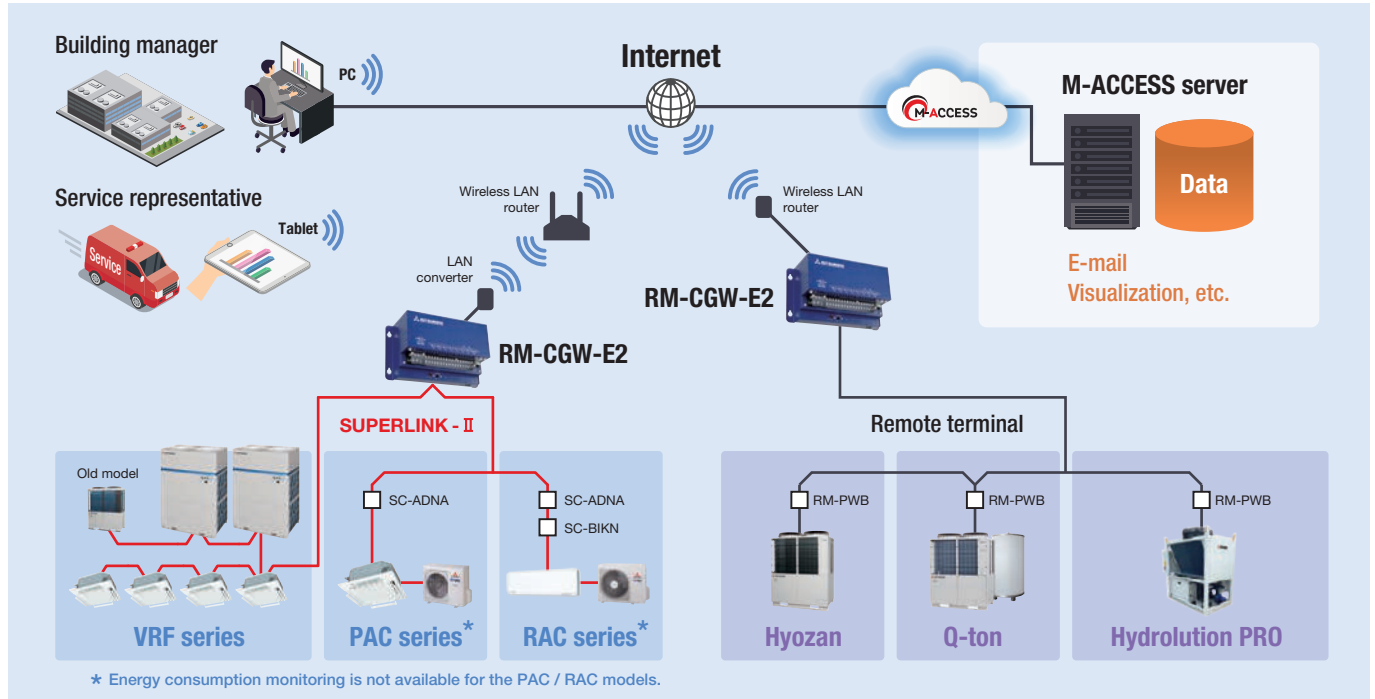 Building manager
PC
Internet
M-ACCESS
M-ACCESS server
Data
E-mail
Visualization, etc.
Service representative
Service
Tablet
Wireless LAN
router
Wireless LAN
router
LAN
converter
RM-CGW-E2
RM-CGW-E2
SUPERLINK - Ⅱ
Remote terminal
Old model
SC-ADNA
SC-ADNA
SC-BIKN
RM-PWB
RM-PWB
RM-PWB
VRF series
PAC series*
RAC series*
Hyozan
Q-ton
Hydrolution PRO
* Energy consumption monitoring is not available for the PAC / RAC models.